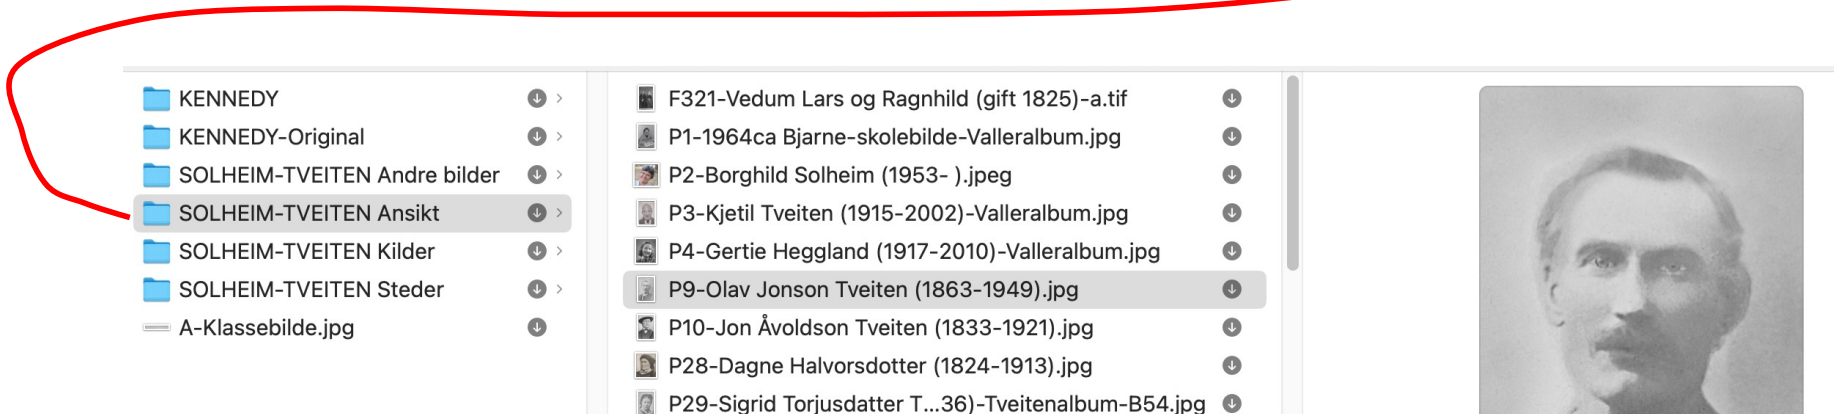 KENNEDY
KENNEDY-Original
SOLHEIM-TVEITEN Andre bilder
SOLHEIM-TVEITEN Ansikt
SOLHEIM-TVEITEN Kilder
SOLHEIM-TVEITEN Steder
A-Klassebilde.jpg
F321-Vedum Lars og Ragnhild (gift 1825)-a.tif
P1-1964ca Bjarne-skolebilde-Valleralbum.jpg
P2-Borghild Solheim (1953- ).jpeg
P3-Kjetil Tveiten (1915-2002)-Valleralbum.jpg
P4-Gertie Heggland (1917-2010)-Valleralbum.jpg
P9-Olav Jonson Tveiten (1863-1949).jpg
P10-Jon Åvoldson Tveiten (1833-1921).jpg
P28-Dagne Halvorsdotter (1824-1913).jpg
P29-Sigrid Torjusdatter T...36)-Tveitenalbum-B54.jpg